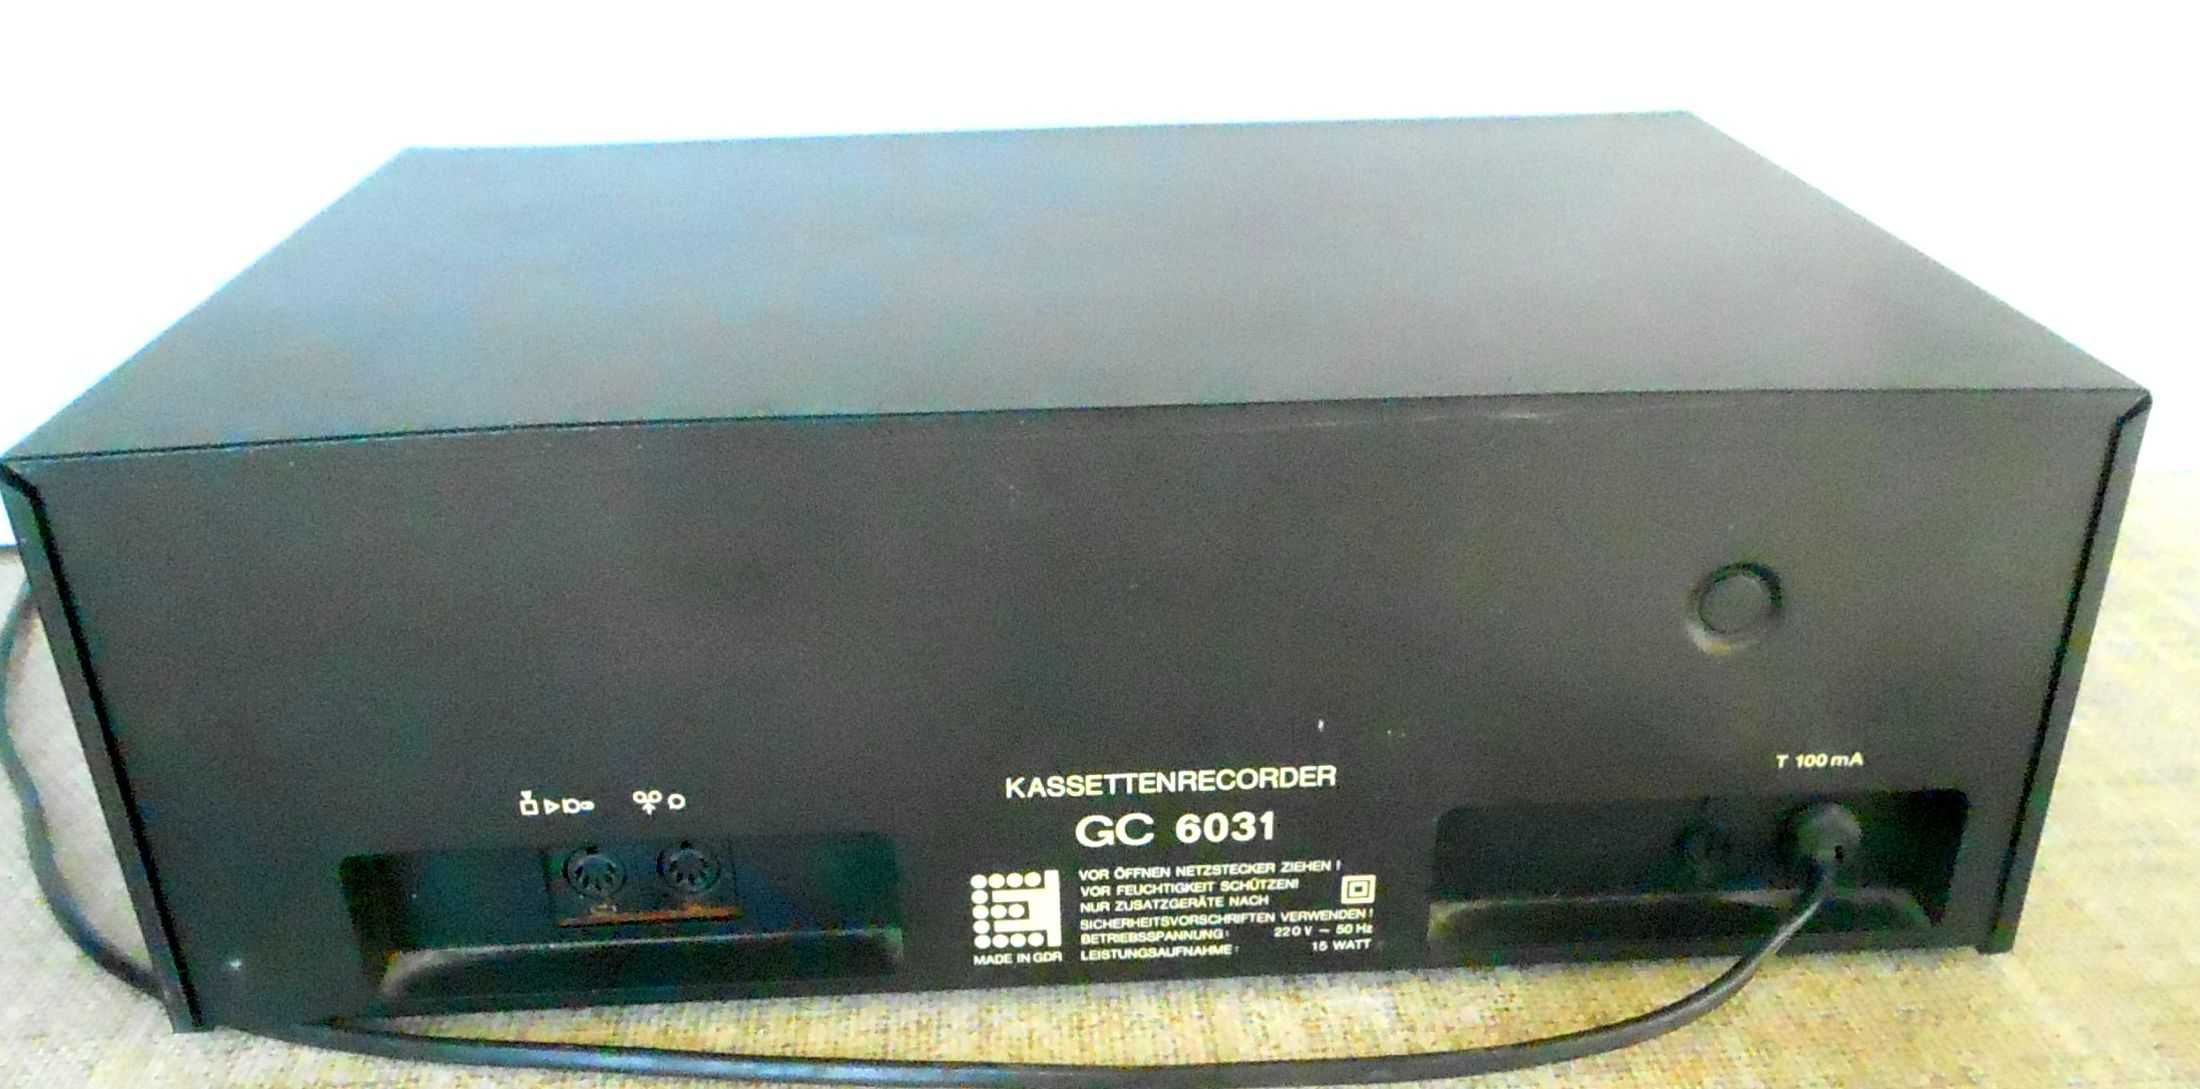 T 100 mA
KASSETTENRECORDER
GC 6031
VOR ÖFFNEN NETZSTECKER ZIEHEN !
VOR FEUCHTIGKEIT SCHÜTZEN!
NUR ZUSATZGERÄTE NACH
SICHERHEITSVORSCHRIFTEN VERWENDEN !
BETRIEBSSPANNUNG: 220 V ~ 50 Hz
LEISTUNGSAUFNAHME: 15 WATT
MADE IN GDR